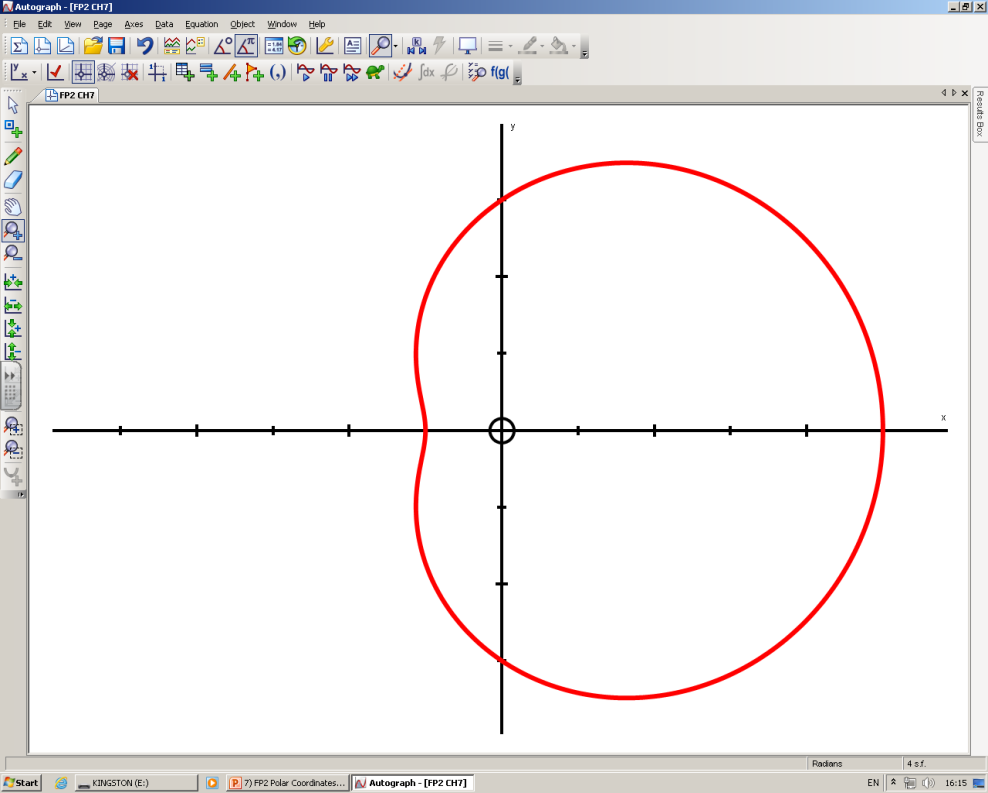 Autograph - [FP2 CH7]
File Edit View Page Axes Data Equation Object Window Help
f(g(
FP2 CH7
Results Box
y
x
Radians 4 s.f.
Start KINGSTON (E:) 7) FP2 Polar Coordinates... Autograph - [FP2 CH7] EN 16:15